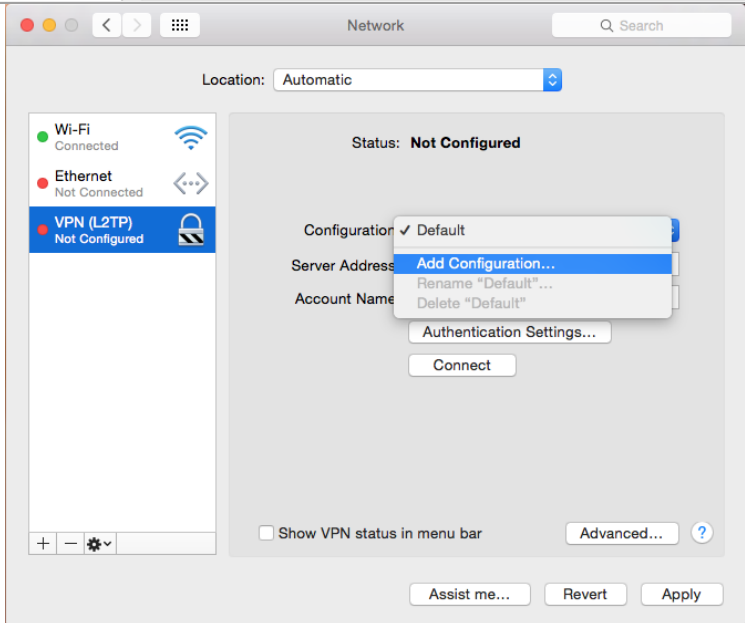 Network
Search
Location: Automatic
Wi-Fi
Connected
Ethernet
Not Connected
VPN (L2TP)
Not Configured
Status: Not Configured
Configuration ✓ Default
Add Configuration...
Rename “Default”...
Delete “Default”
Server Address
Account Name
Authentication Settings...
Connect
Show VPN status in menu bar
Advanced... ?
Assist me... Revert Apply